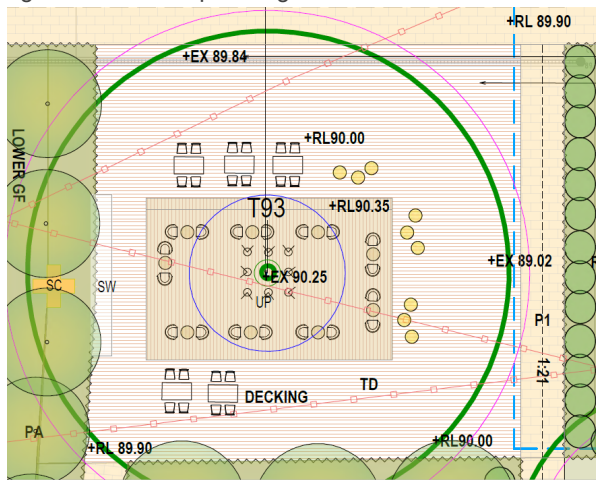 +RL 89.90
+EX 89.84
+RL90.00
LOWER GF
T93
+RL90.35
+EX 89.02
+EX 90.25
SC
SW
UP
P1
1:21
TD
DECKING
PA
+RL 89.90
+RL90.00